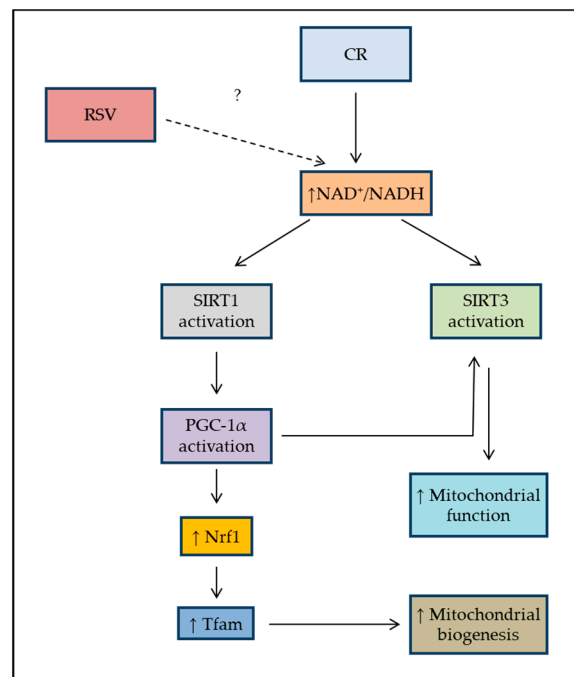 CR
?
RSV
↑NAD⁺/NADH
SIRT1
activation
SIRT3
activation
PGC-1α
activation
↑ Mitochondrial
function
↑ Nrf1
↑ Tfam
↑ Mitochondrial
biogenesis